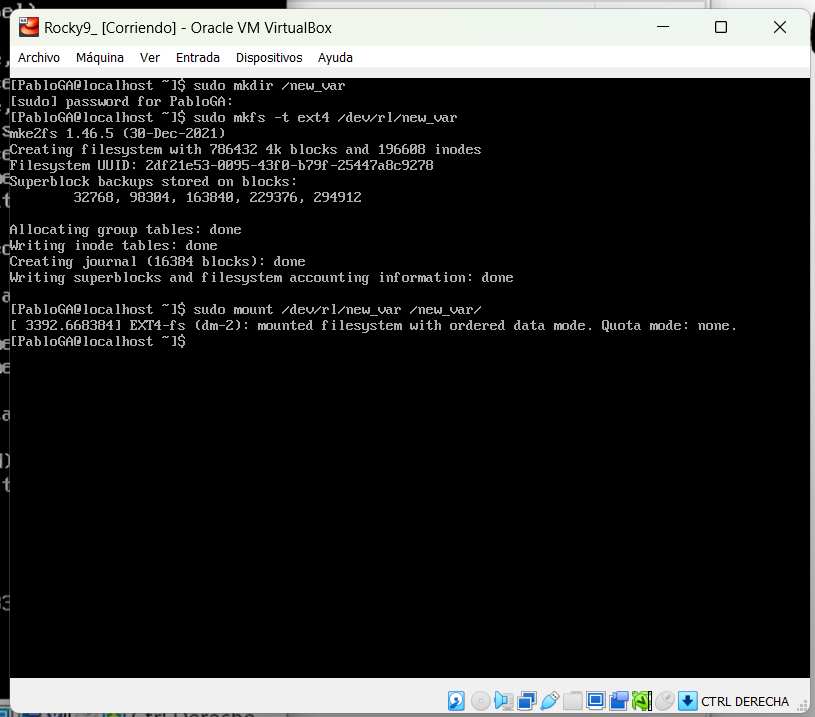 Rocky9_ [Corriendo] - Oracle VM VirtualBox
Archivo Máquina Ver Entrada Dispositivos Ayuda
[PabloGA@localhost ~]$ sudo mkdir /new_var
[sudo] password for PabloGA:
[PabloGA@localhost ~]$ sudo mkfs -t ext4 /dev/rl/new_var
mke2fs 1.46.5 (30-Dec-2021)
Creating filesystem with 786432 4k blocks and 196608 inodes
Filesystem UUID: 2df21e53-0095-43f0-b79f-25447a8c9278
Superblock backups stored on blocks:
        32768, 98304, 163840, 229376, 294912

Allocating group tables: done
Writing inode tables: done
Creating journal (16384 blocks): done
Writing superblocks and filesystem accounting information: done

[PabloGA@localhost ~]$ sudo mount /dev/rl/new_var /new_var/
[ 3392.668384] EXT4-fs (dm-2): mounted filesystem with ordered data mode. Quota mode: none.
[PabloGA@localhost ~]$
CTRL DERECHA